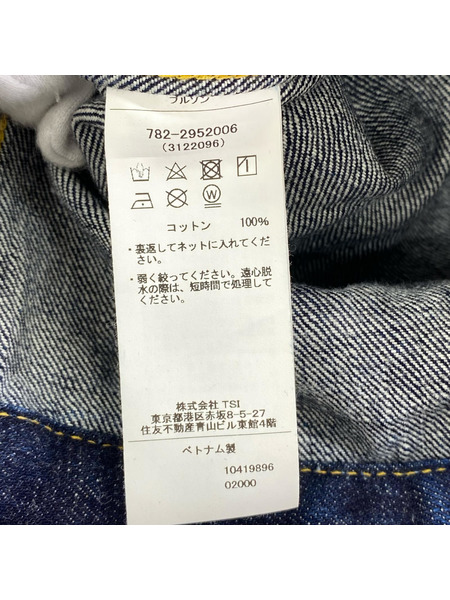 ブルゾン
782-2952006
(3122096)
W
コットン 100%
・裏返してネットに入れてくだ
さい。
・弱く絞ってください。遠心脱
水の際は、短時間で処理して
ください。
株式会社 TSI
東京都港区赤坂8-5-27
住友不動産青山ビル東館4階
ベトナム製
10419896
02000